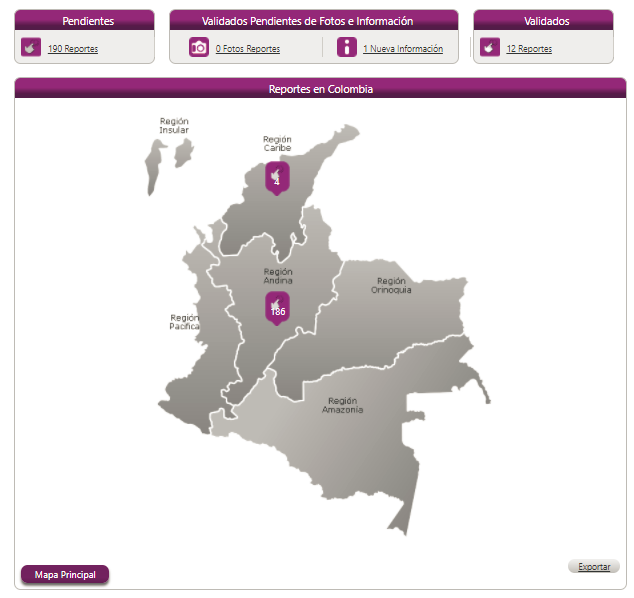 Pendientes
190 Reportes
Validados Pendientes de Fotos e Información
0 Fotos Reportes
1 Nueva Información
Validados
12 Reportes
Reportes en Colombia
Región
Insular
Región
Caribe
4
Región
Andina
186
Región
Orinoquia
Región
Pacifica
Región
Amazonía
Mapa Principal
Exportar